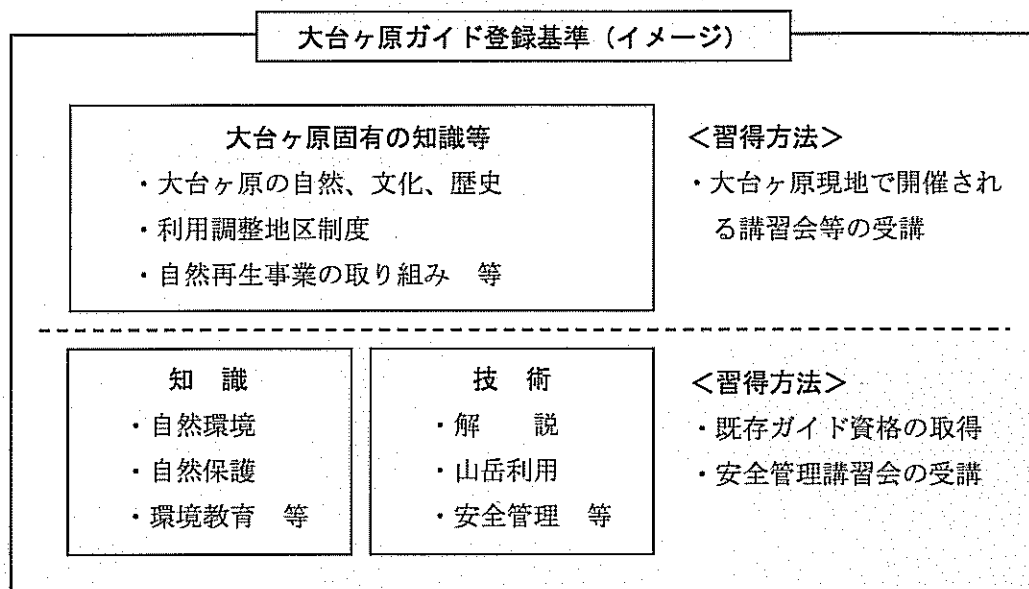 大台ヶ原ガイド登録基準（イメージ）
大台ヶ原固有の知識等
・大台ヶ原の自然、文化、歴史
・利用調整地区制度
・自然再生事業の取り組み　等
＜習得方法＞
・大台ヶ原現地で開催され
る講習会等の受講
知　識
・自然環境
・自然保護
・環境教育　等
技　術
・解　　説
・山岳利用
・安全管理　等
＜習得方法＞
・既存ガイド資格の取得
・安全管理講習会の受講